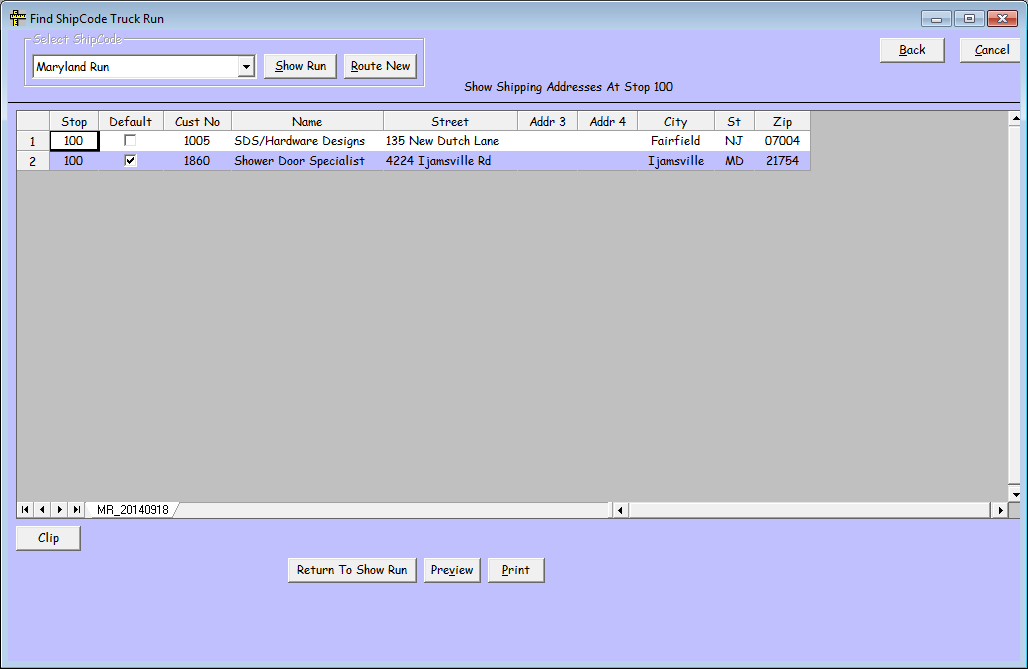 Find ShipCode Truck Run
Select ShipCode
Maryland Run
Show Run
Route New
Back
Cancel
Show Shipping Addresses At Stop 100
Stop Default Cust No Name Street Addr 3 Addr 4 City St Zip
1 100 1005 SDS/Hardware Designs 135 New Dutch Lane Fairfield NJ 07004
2 100 1860 Shower Door Specialist 4224 Ijamsville Rd Ijamsville MD 21754
MR_20140918
Clip
Return To Show Run
Preview
Print